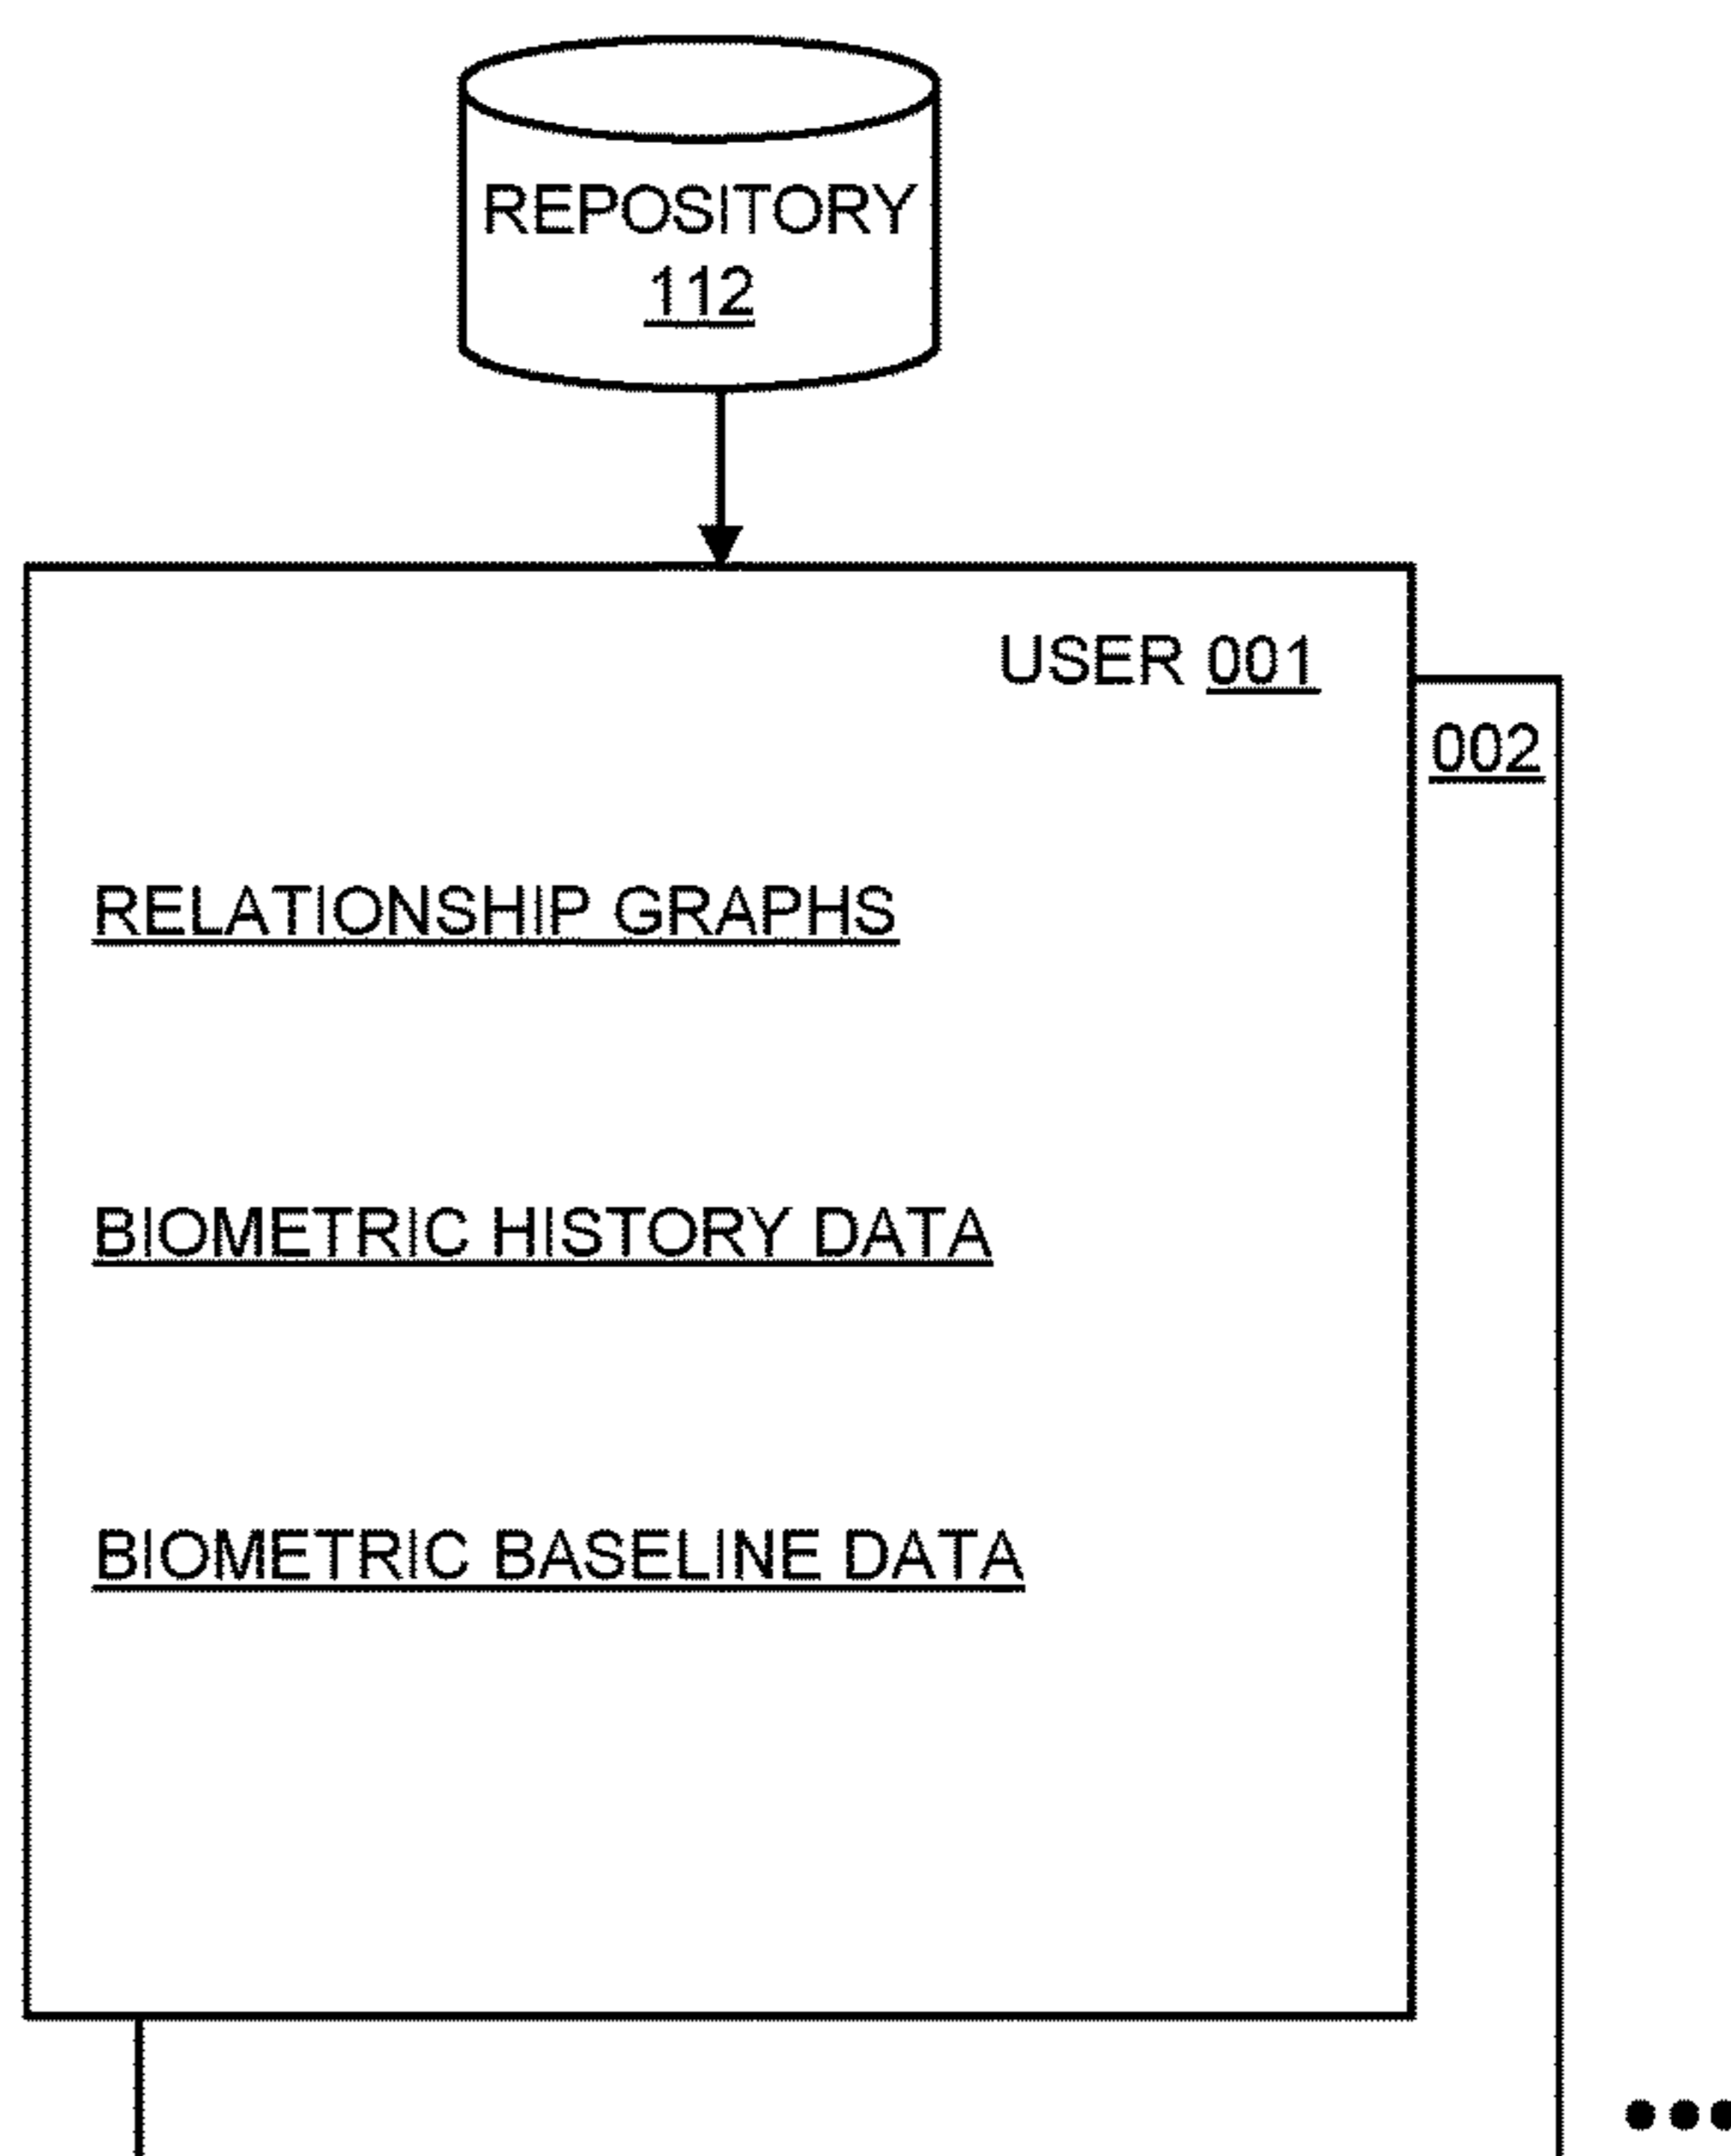 REPOSITORY
112
USER 001
002
RELATIONSHIP GRAPHS
BIOMETRIC HISTORY DATA
BIOMETRIC BASELINE DATA